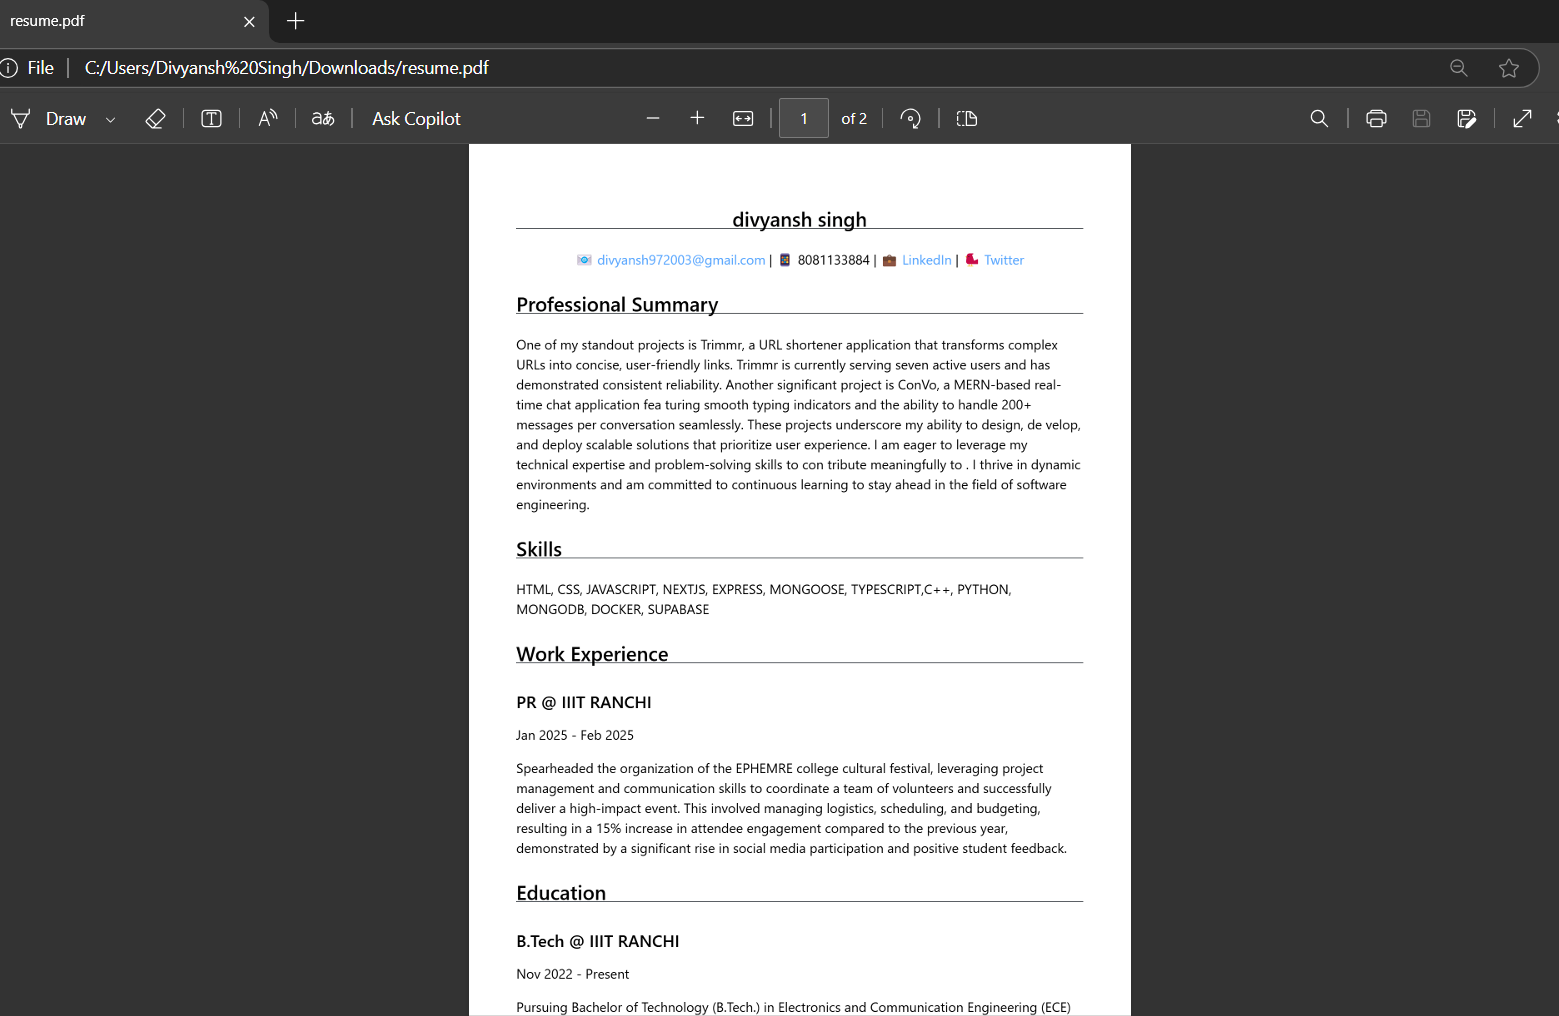 resume.pdf
File | C:/Users/Divyansh%20Singh/Downloads/resume.pdf
Draw
aあ
Ask Copilot
1 of 2
divyansh singh
divyansh972003@gmail.com | 8081133884 | LinkedIn | Twitter
Professional Summary
One of my standout projects is Trimmr, a URL shortener application that transforms complex
URLs into concise, user-friendly links. Trimmr is currently serving seven active users and has
demonstrated consistent reliability. Another significant project is ConVo, a MERN-based real-
time chat application fea turing smooth typing indicators and the ability to handle 200+
messages per conversation seamlessly. These projects underscore my ability to design, de velop,
and deploy scalable solutions that prioritize user experience. I am eager to leverage my
technical expertise and problem-solving skills to con tribute meaningfully to . I thrive in dynamic
environments and am committed to continuous learning to stay ahead in the field of software
engineering.
Skills
HTML, CSS, JAVASCRIPT, NEXTJS, EXPRESS, MONGOOSE, TYPESCRIPT,C++, PYTHON,
MONGODB, DOCKER, SUPABASE
Work Experience
PR @ IIIT RANCHI
Jan 2025 - Feb 2025
Spearheaded the organization of the EPHEMRE college cultural festival, leveraging project
management and communication skills to coordinate a team of volunteers and successfully
deliver a high-impact event. This involved managing logistics, scheduling, and budgeting,
resulting in a 15% increase in attendee engagement compared to the previous year,
demonstrated by a significant rise in social media participation and positive student feedback.
Education
B.Tech @ IIIT RANCHI
Nov 2022 - Present
Pursuing Bachelor of Technology (B.Tech.) in Electronics and Communication Engineering (ECE)